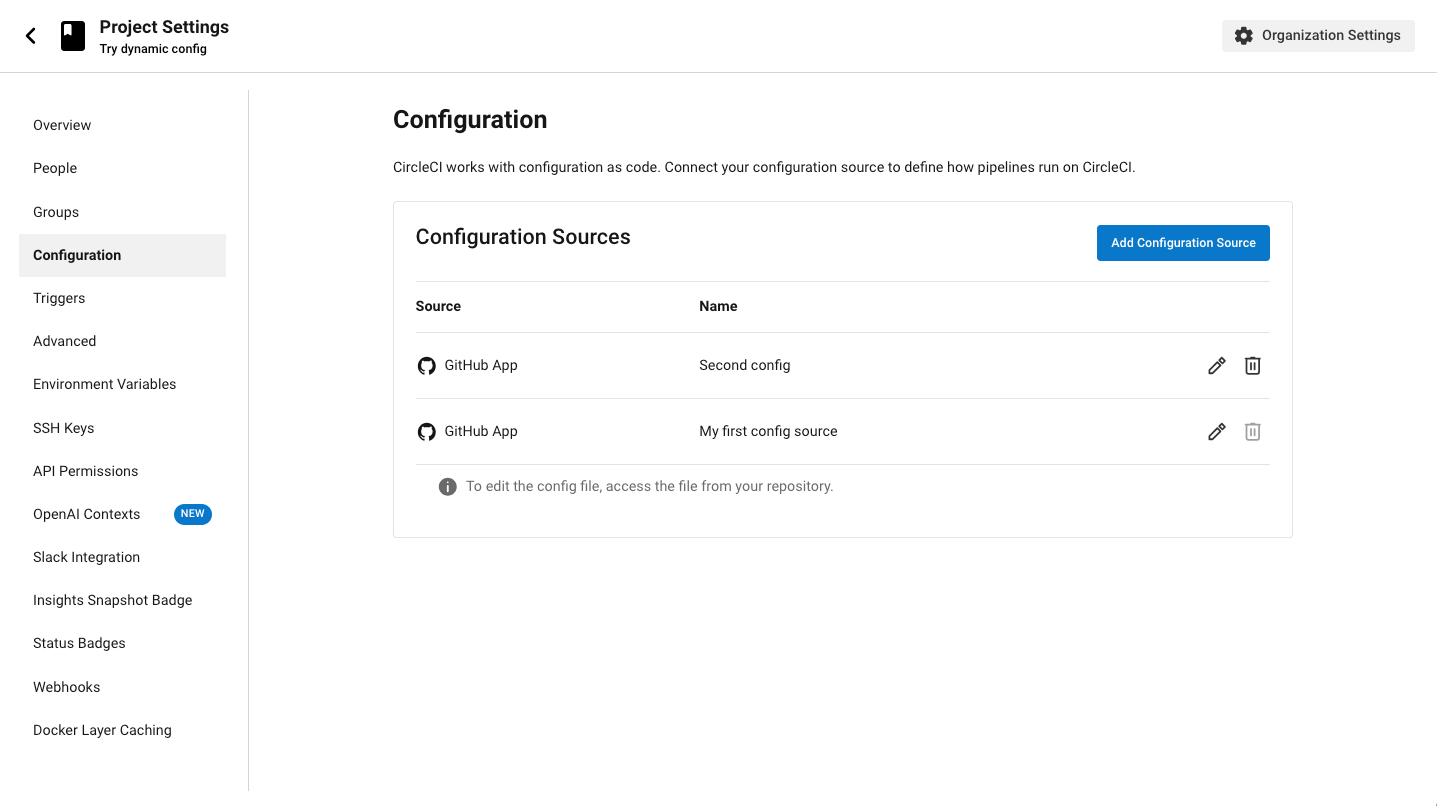 Project Settings
Try dynamic config
Organization Settings
Overview
People
Groups
Configuration
Triggers
Advanced
Environment Variables
SSH Keys
API Permissions
OpenAI Contexts NEW
Slack Integration
Insights Snapshot Badge
Status Badges
Webhooks
Docker Layer Caching
Configuration
CircleCI works with configuration as code. Connect your configuration source to define how pipelines run on CircleCI.
Configuration Sources
Add Configuration Source
Source Name
GitHub App Second config
GitHub App My first config source
To edit the config file, access the file from your repository.